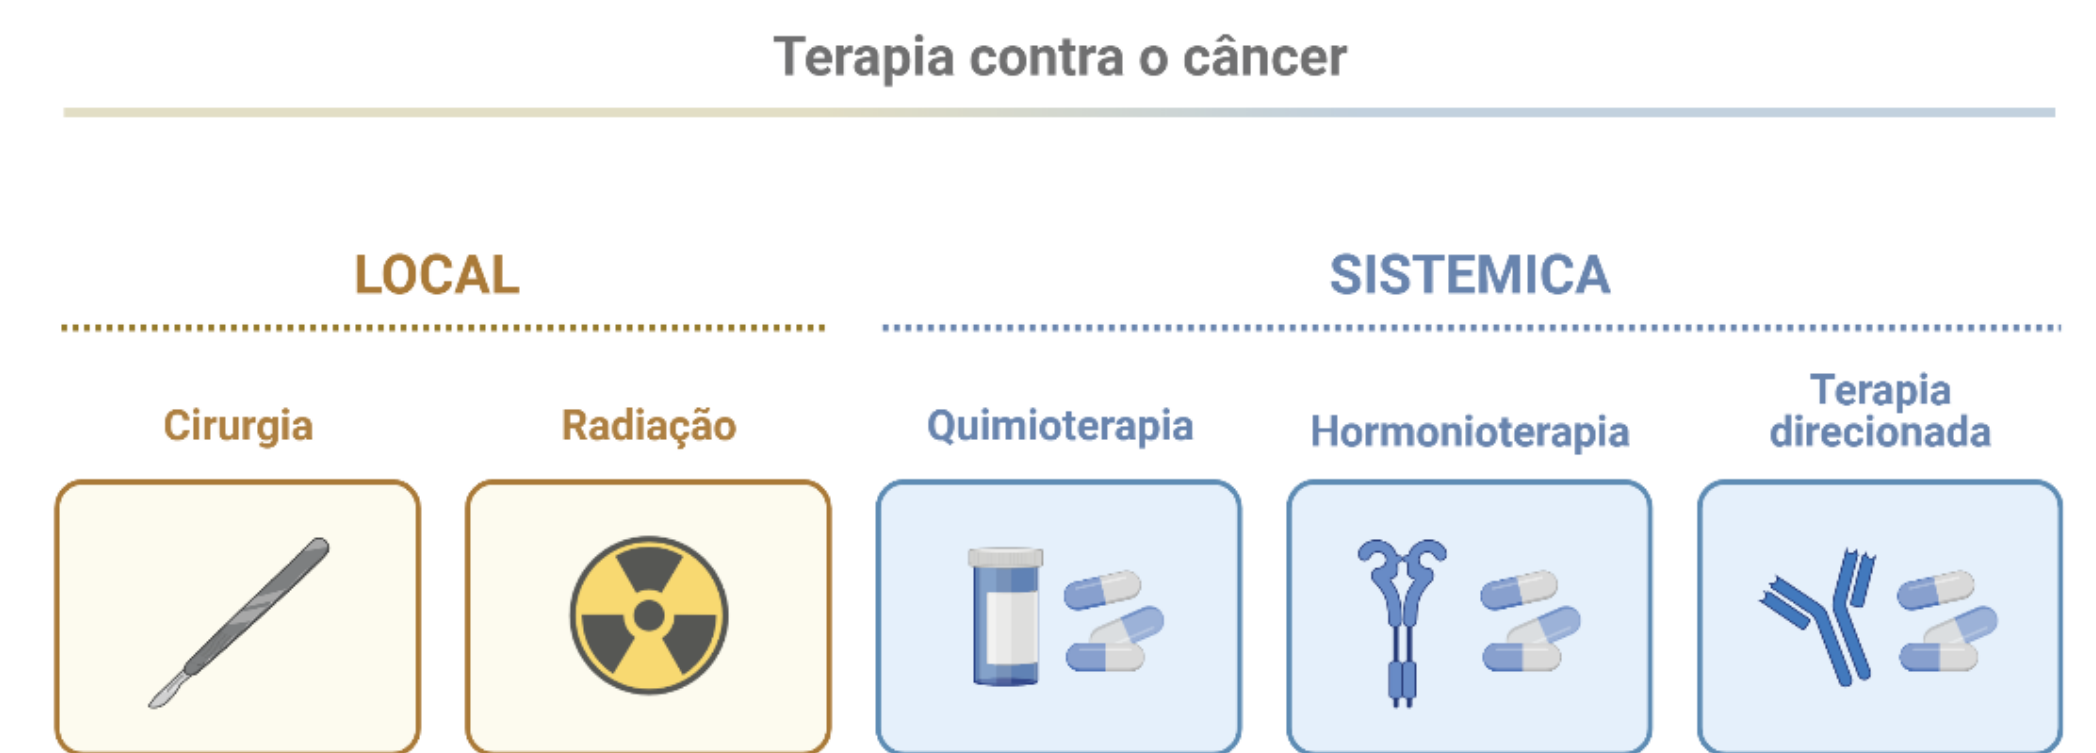 Terapia contra o câncer
LOCAL
SISTEMICA
Cirurgia
Radiação
Quimioterapia
Hormonioterapia
Terapia
direcionada